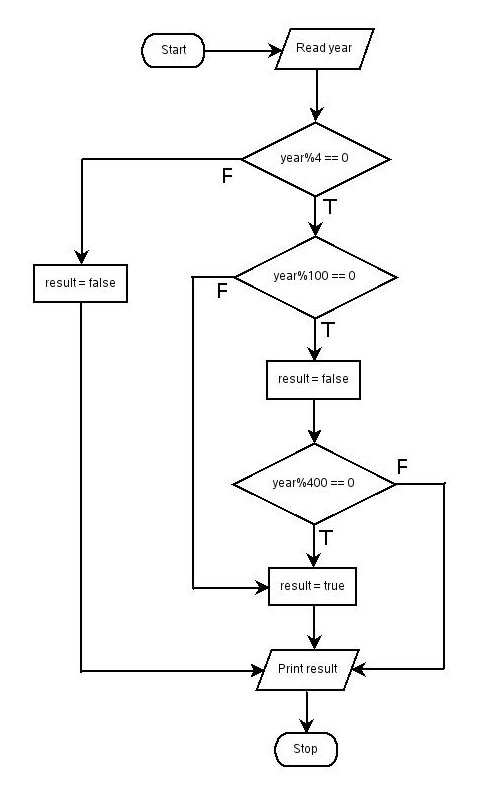 Start
Read year
year%4 == 0
F
T
result = false
year%100 == 0
F
T
result = false
year%400 == 0
F
T
result = true
Print result
Stop